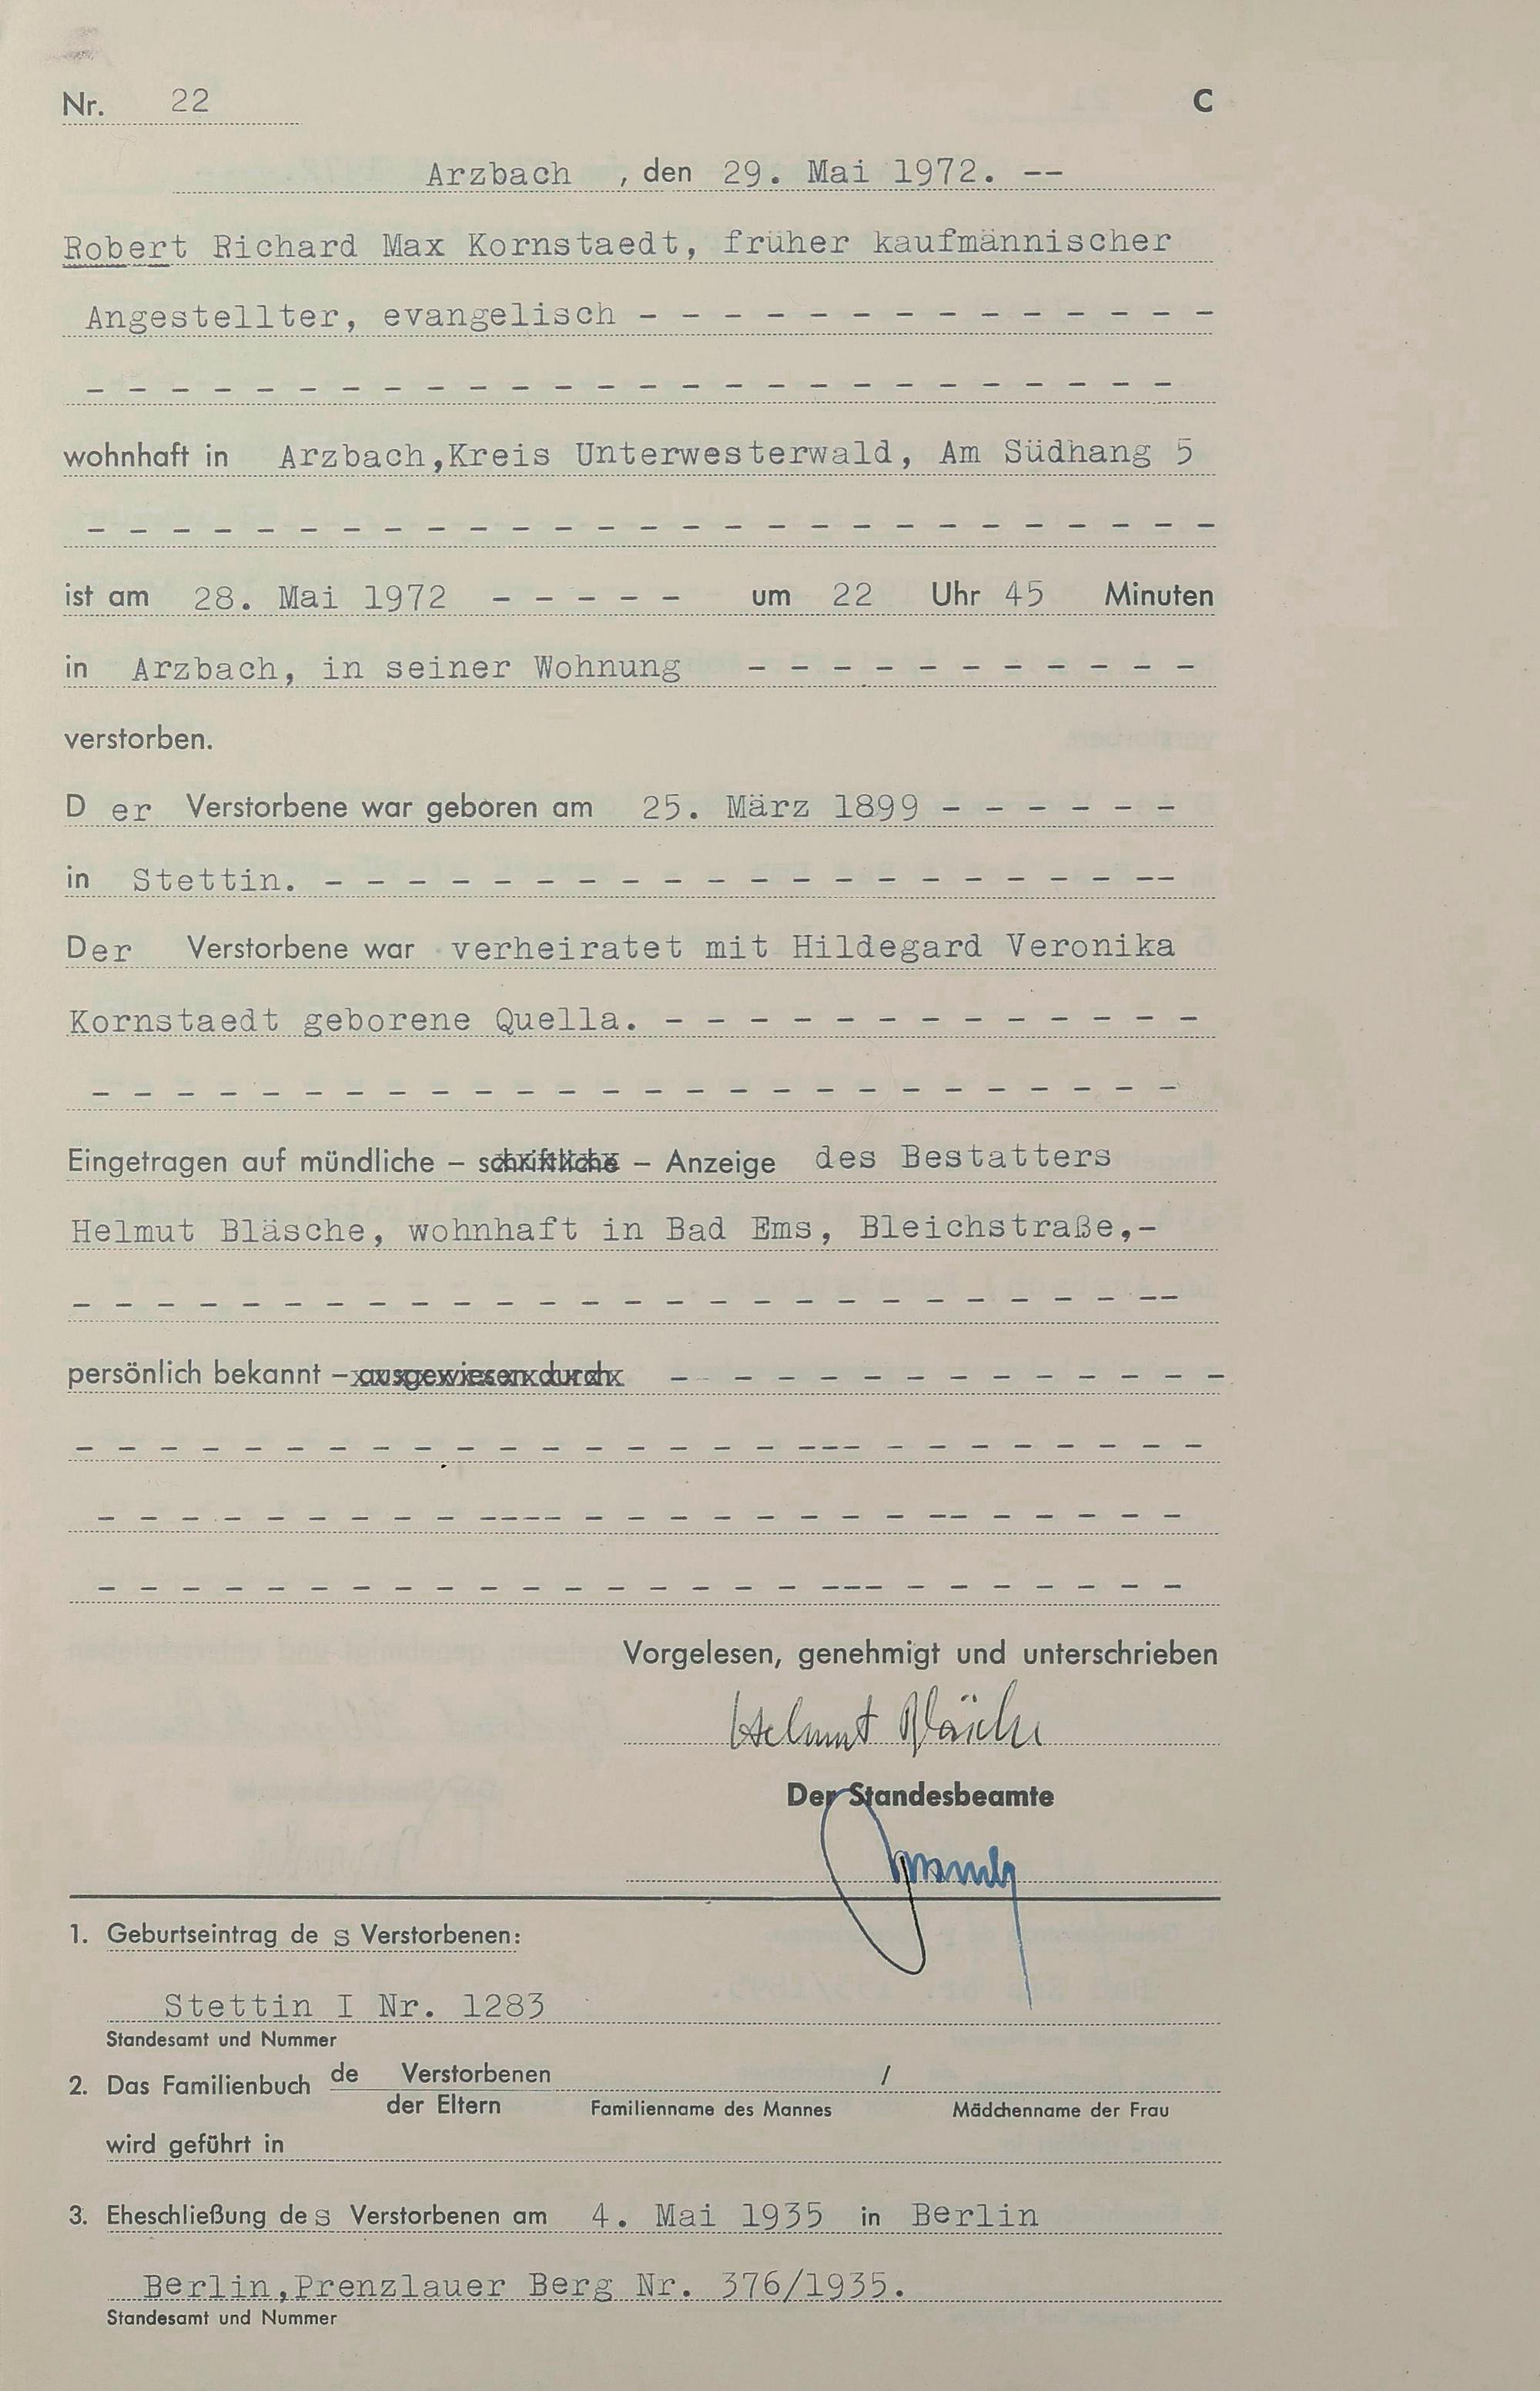 Nr. 22 C
Arzbach , den 29. Mai 1972. --
Robert Richard Max Kornstaedt, früher kaufmännischer
Angestellter, evangelisch - - - - - - - - - - - - - -
- - - - - - - - - - - - - - - - - - - - - - - - - -
wohnhaft in Arzbach,Kreis Unterwesterwald, Am Südhang 5
- - - - - - - - - - - - - - - - - - - - - - - - - - -
ist am 28. Mai 1972 - - - - - um 22 Uhr 45 Minuten
in Arzbach, in seiner Wohnung - - - - - - - - - - -
verstorben.
D er Verstorbene war geboren am 25. März 1899 - - - - - -
in Stettin. - - - - - - - - - - - - - - - - - - - --
Der Verstorbene war verheiratet mit Hildegard Veronika
Kornstaedt geborene Quella. - - - - - - - - - - - - -
- - - - - - - - - - - - - - - - - - - - - - - - - -
Eingetragen auf mündliche – schriftliche – Anzeige des Bestatters
Helmut Bläsche, wohnhaft in Bad Ems, Bleichstraße,-
- - - - - - - - - - - - - - - - - - - - - - - - - --
persönlich bekannt – ausgewiesen durch - - - - - - - - - - - - -
- - - - - - - - - - - - - - - - - --- - - - - - - - -
- - - - - - - - - ---- - - - - - - - - -- - - - - -
- - - - - - - - - - - - - - - - - --- - - - - - - -
Vorgelesen, genehmigt und unterschrieben
Helmut Bläsche
Der Standesbeamte
1. Geburtseintrag de s Verstorbenen:
Stettin I Nr. 1283
Standesamt und Nummer
2. Das Familienbuch de Verstorbenen /
der Eltern Familienname des Mannes Mädchenname der Frau
wird geführt in
3. Eheschließung de s Verstorbenen am 4. Mai 1935 in Berlin
Berlin,Prenzlauer Berg Nr. 376/1935.
Standesamt und Nummer